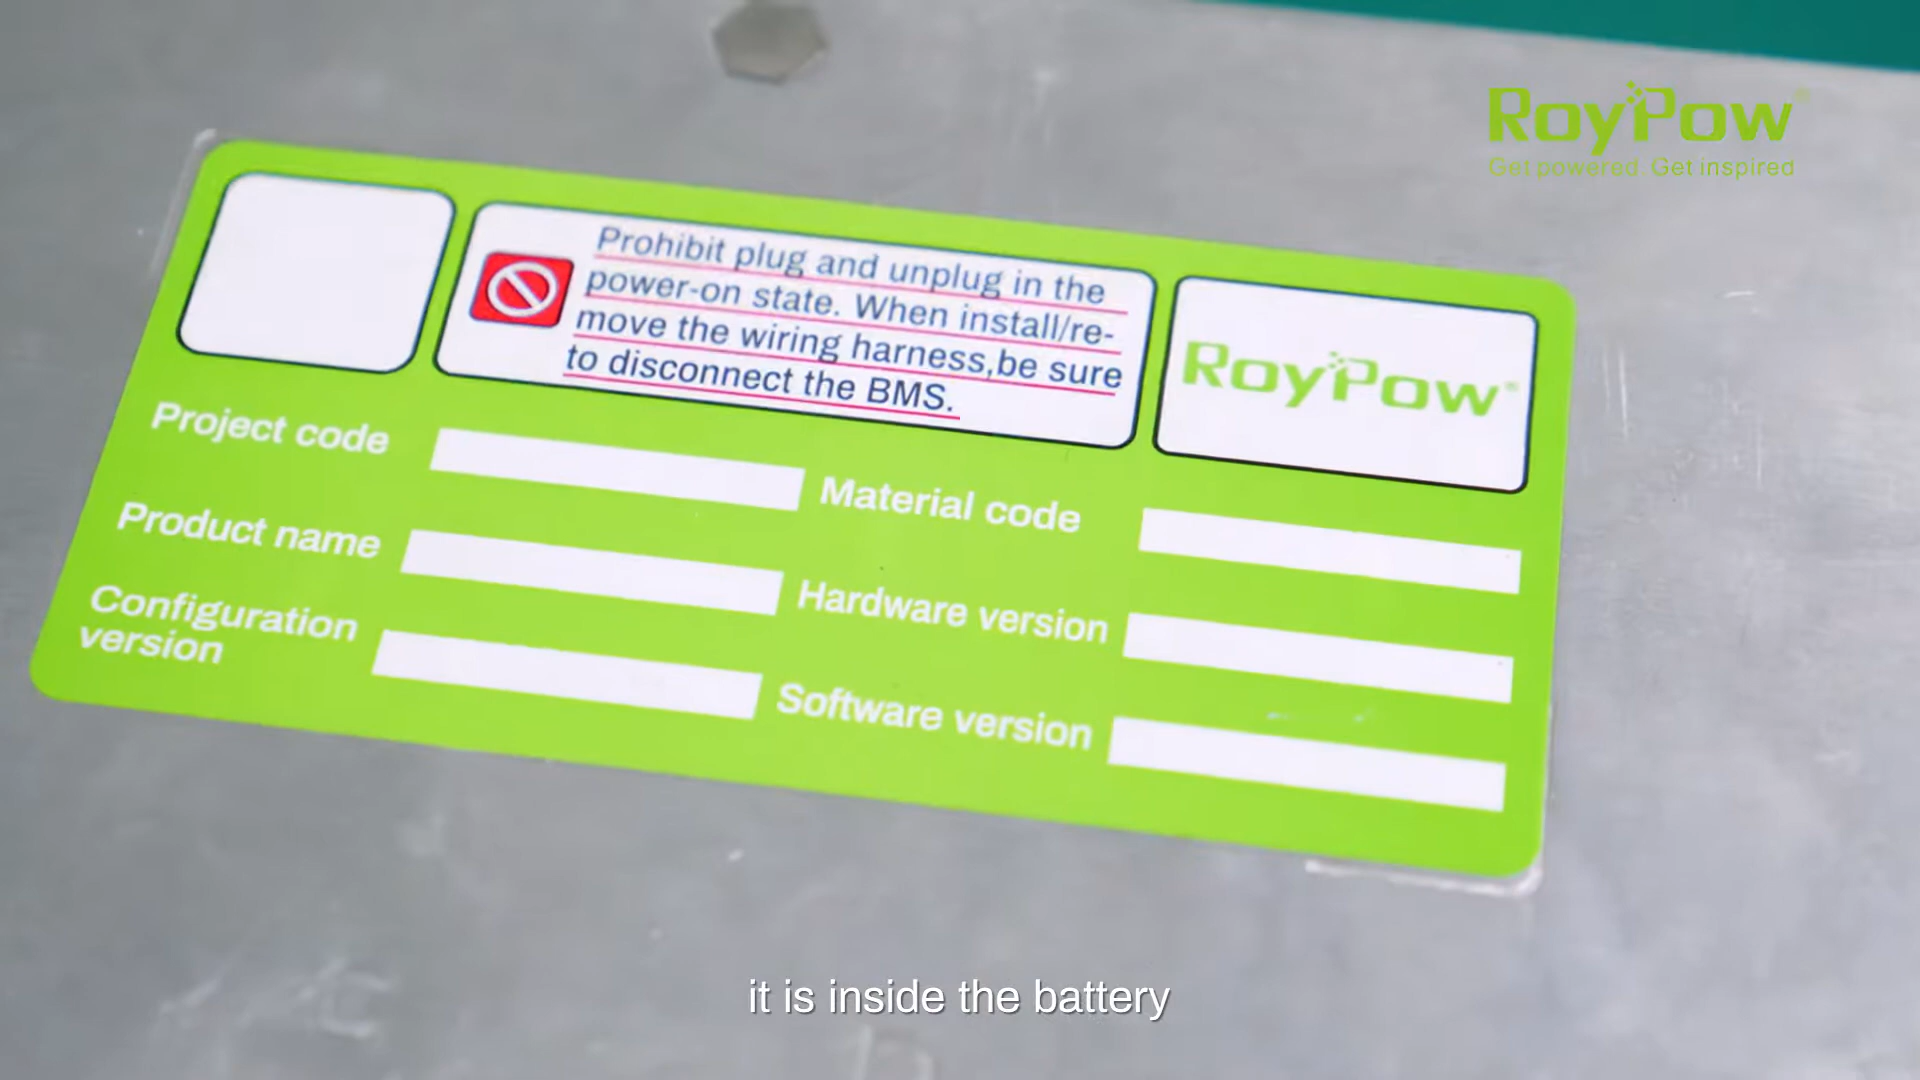 RoyPow®
Get powered. Get inspired
Prohibit plug and unplug in the
power-on state. When install/re-
move the wiring harness,be sure
to disconnect the BMS.
RoyPow®
Project code
Material code
Product name
Hardware version
Configuration
version
Software version
it is inside the battery